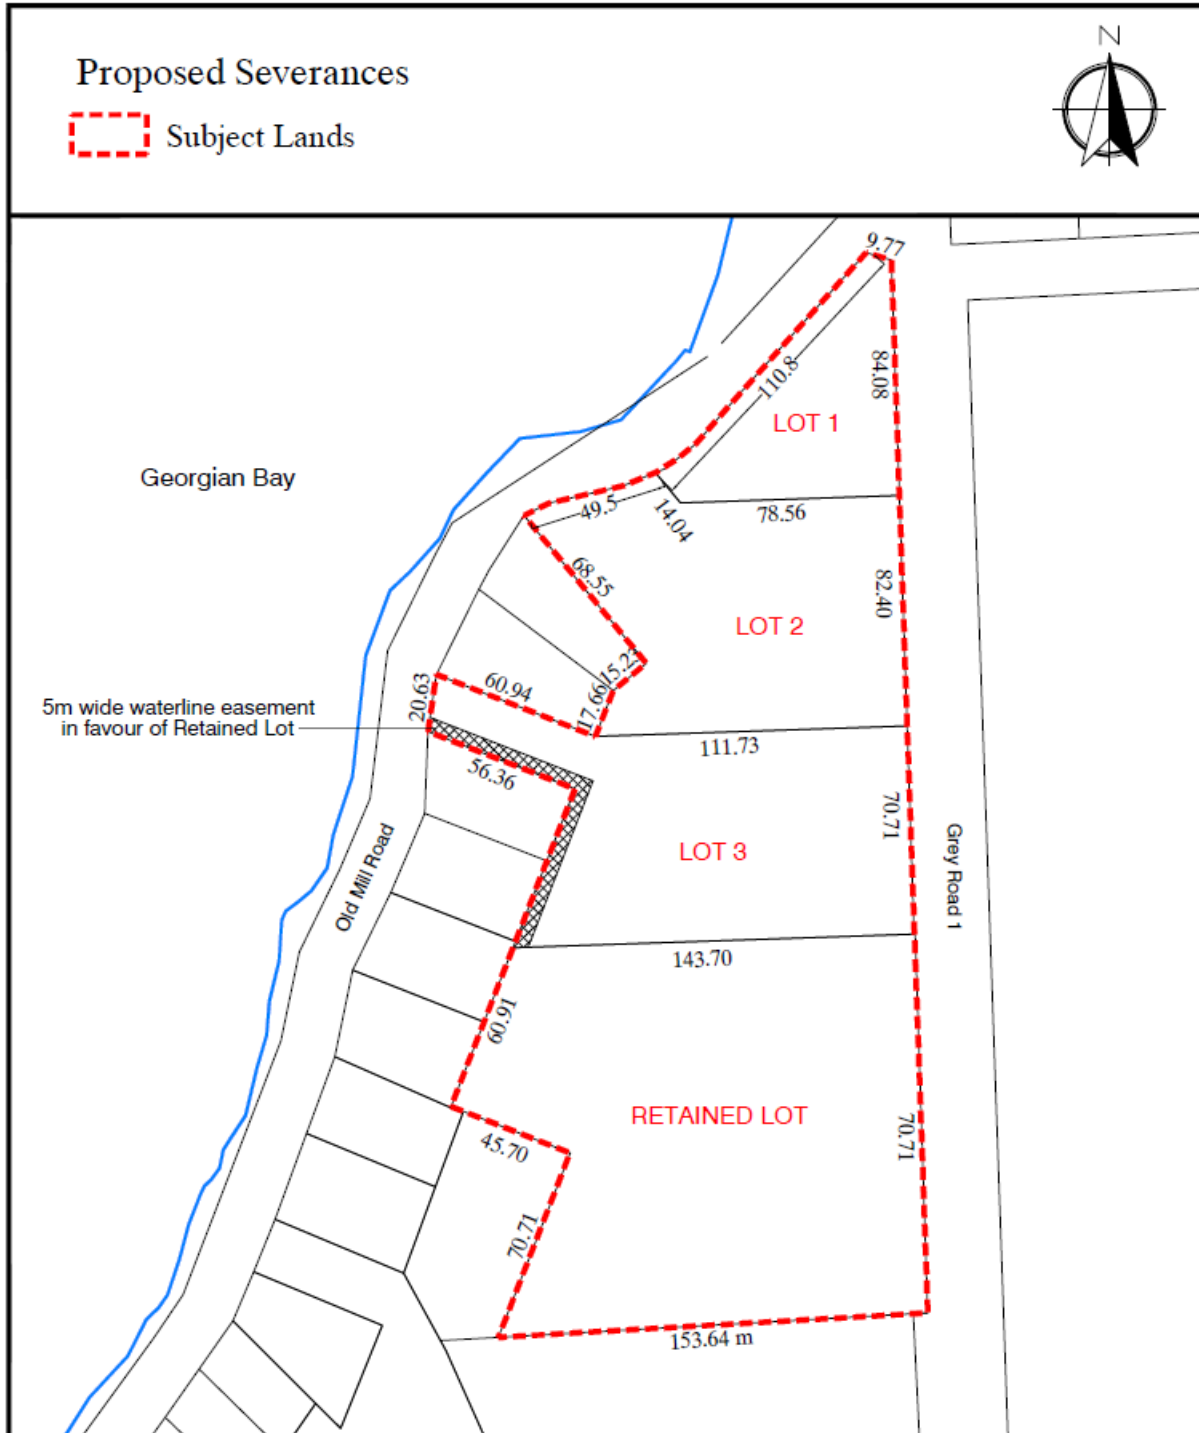 N
Proposed Severances
Subject Lands
9.77
84.08
110.8
LOT 1
Georgian Bay
49.5
14.04
78.56
68.55
82.40
LOT 2
15.23
60.94
17.66
20.63
5m wide waterline easement
in favour of Retained Lot
111.73
56.36
70.71
LOT 3
Grey Road 1
Old Mill Road
143.70
60.91
RETAINED LOT
70.71
45.70
70.71
153.64 m